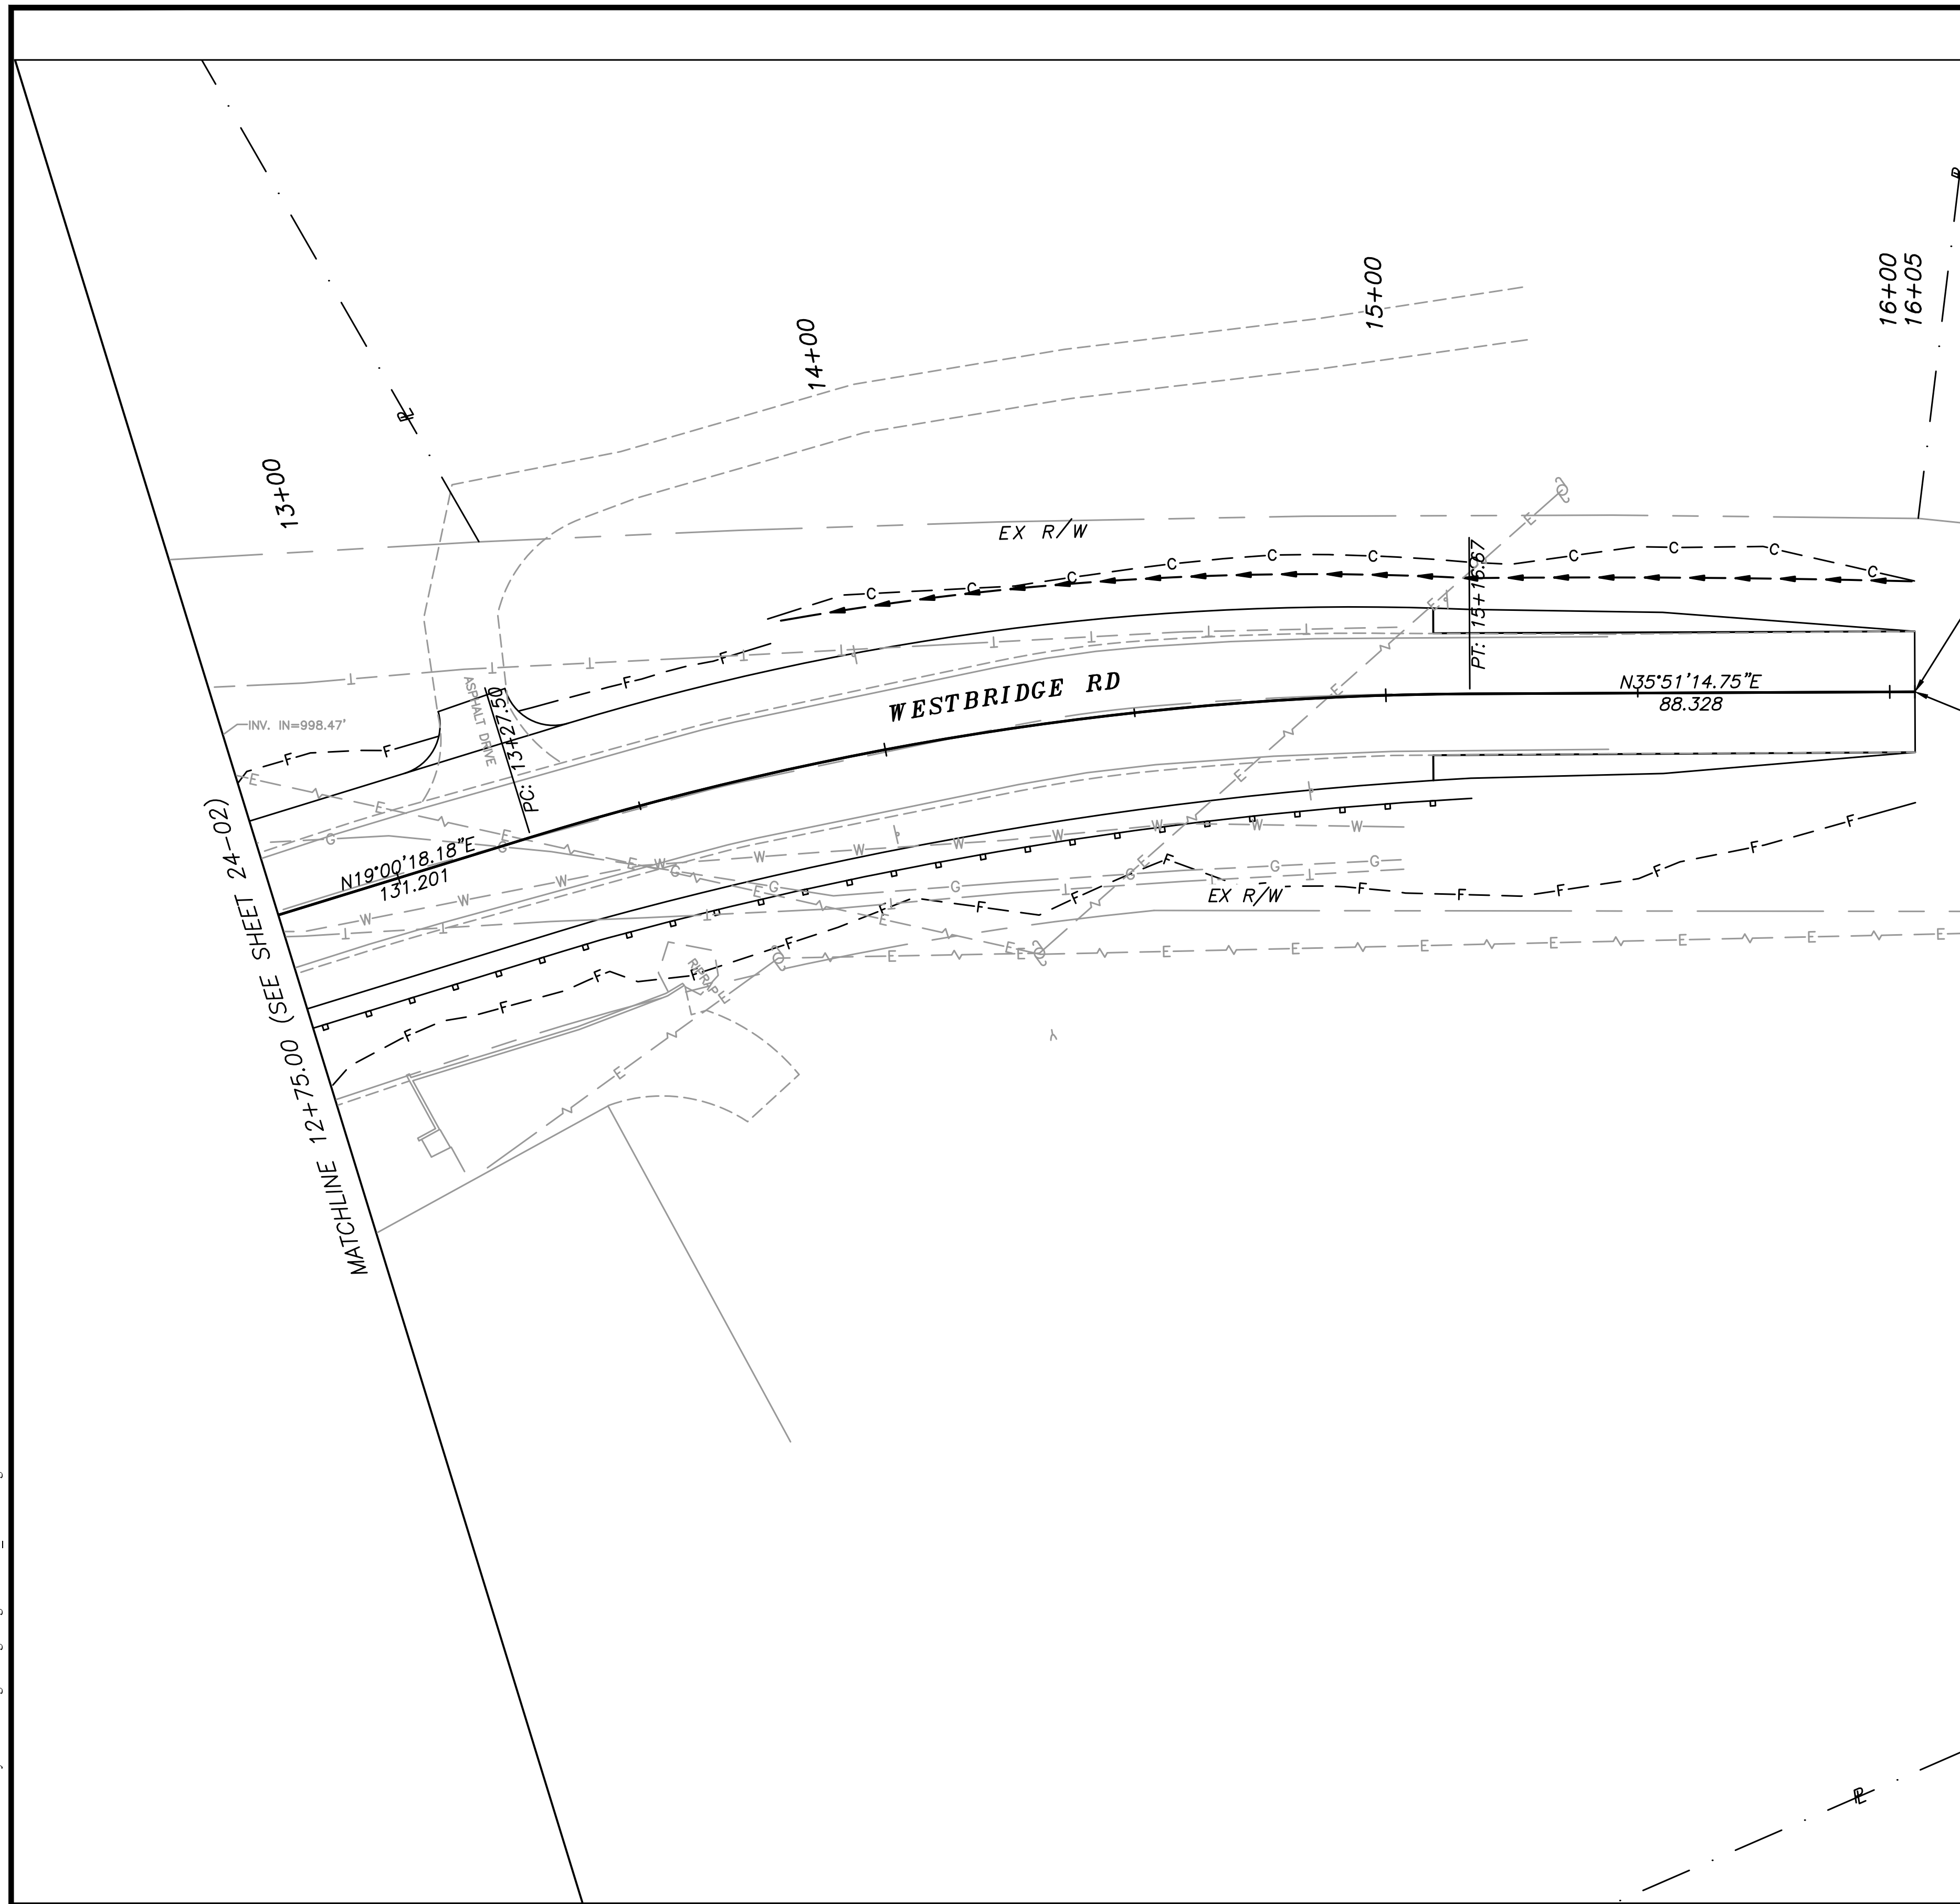 16+00
16+05
15+00
14+00
13+00
EX R/W
PT: 15+16.67
N35°51'14.75"E
88.328
WESTBRIDGE RD
ASPHALT DRIVE
PC: 13+27.50
INV. IN=998.47'
N19°00'18.18"E
131.201
EX R/W
RIPRAP
MATCHLINE 12+75.00 (SEE SHEET 24-02)